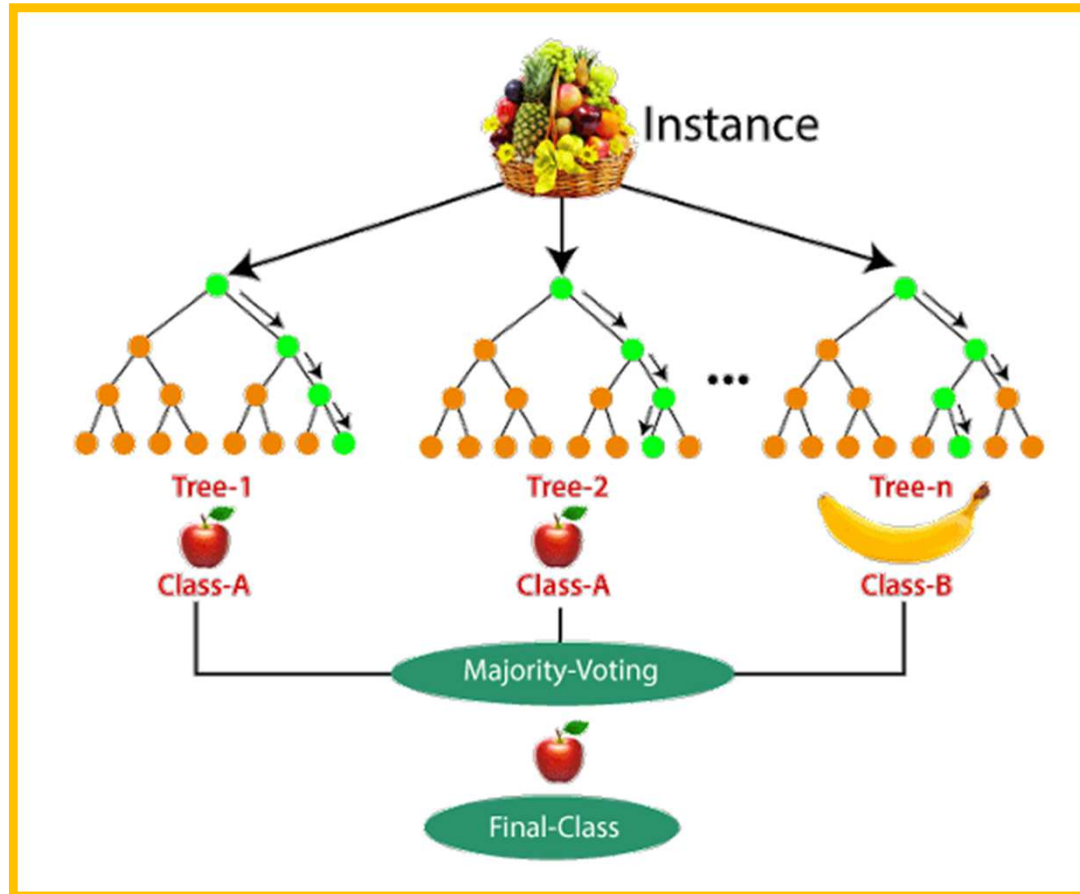 Instance
...
Tree-1
Tree-2
Tree-n
Class-A
Class-A
Class-B
Majority-Voting
Final-Class